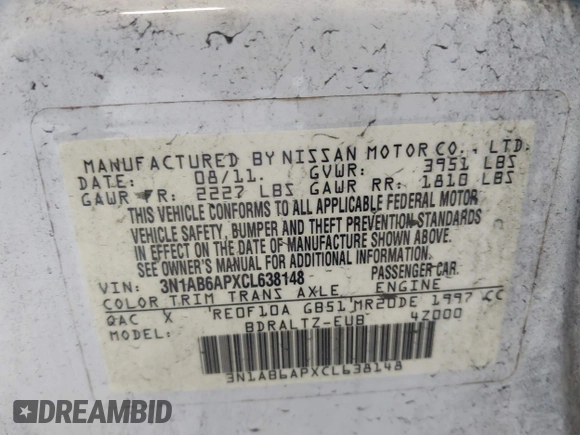 MANUFACTURED BY NISSAN MOTOR CO., LTD.
DATE: 08/11. GVWR: 3951 LBS
GAWR FR: 2227 LBS GAWR RR: 1810 LBS
THIS VEHICLE CONFORMS TO ALL APPLICABLE FEDERAL MOTOR
VEHICLE SAFETY, BUMPER AND THEFT PREVENTION STANDARDS
IN EFFECT ON THE DATE OF MANUFACTURE SHOWN ABOVE.
SEE OWNER'S MANUAL FOR ADDITIONAL INFORMATION.
VIN: 3N1AB6APXCL638148 PASSENGER CAR.
COLOR TRIM TRANS AXLE ENGINE
QAC X RE0F10A GB51 MR20DE 1997 CC
MODEL: BDRALTZ-EUB 4Z000
3N1AB6APXCL638148
DREAMBID
DREAMBID